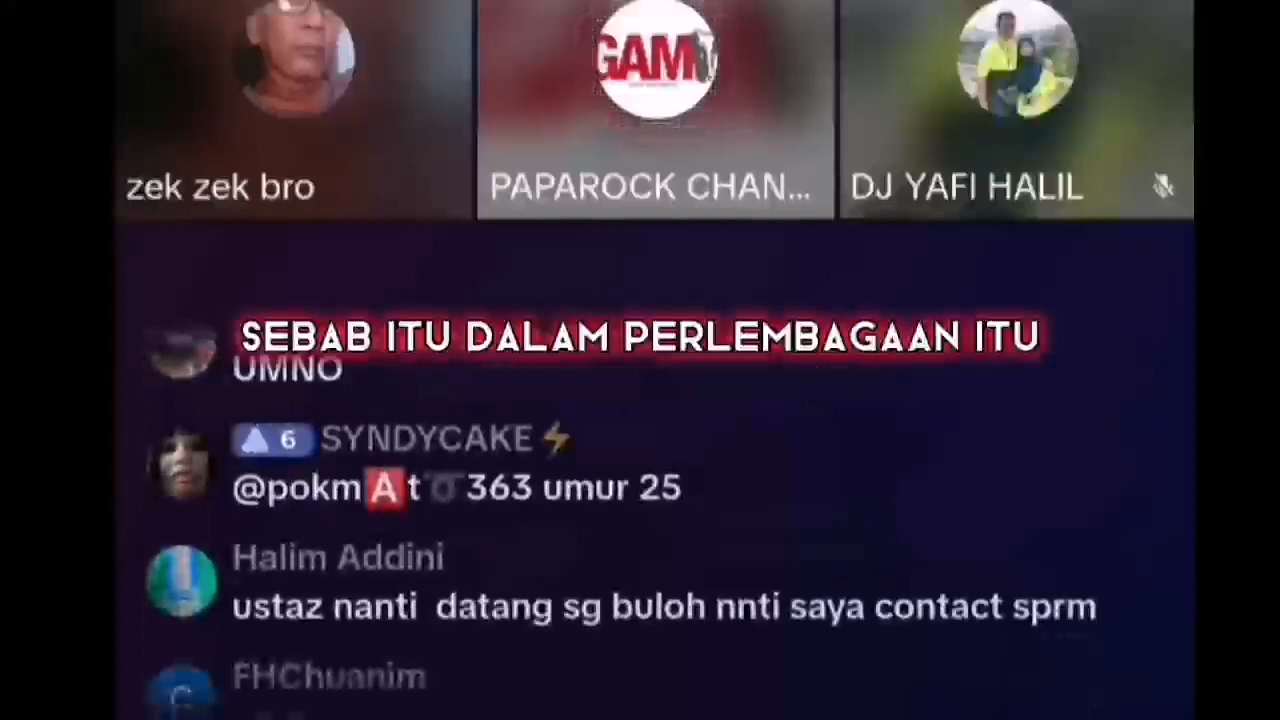 GAM
zek zek bro
PAPAROCK CHAN...
DJ YAFI HALIL
SEBAB ITU DALAM PERLEMBAGAAN ITU
UMNO
6 SYNDYCAKE⚡
@pokm🅰t➰363 umur 25
Halim Addini
ustaz nanti datang sg buloh nnti saya contact sprm
FHChuanim